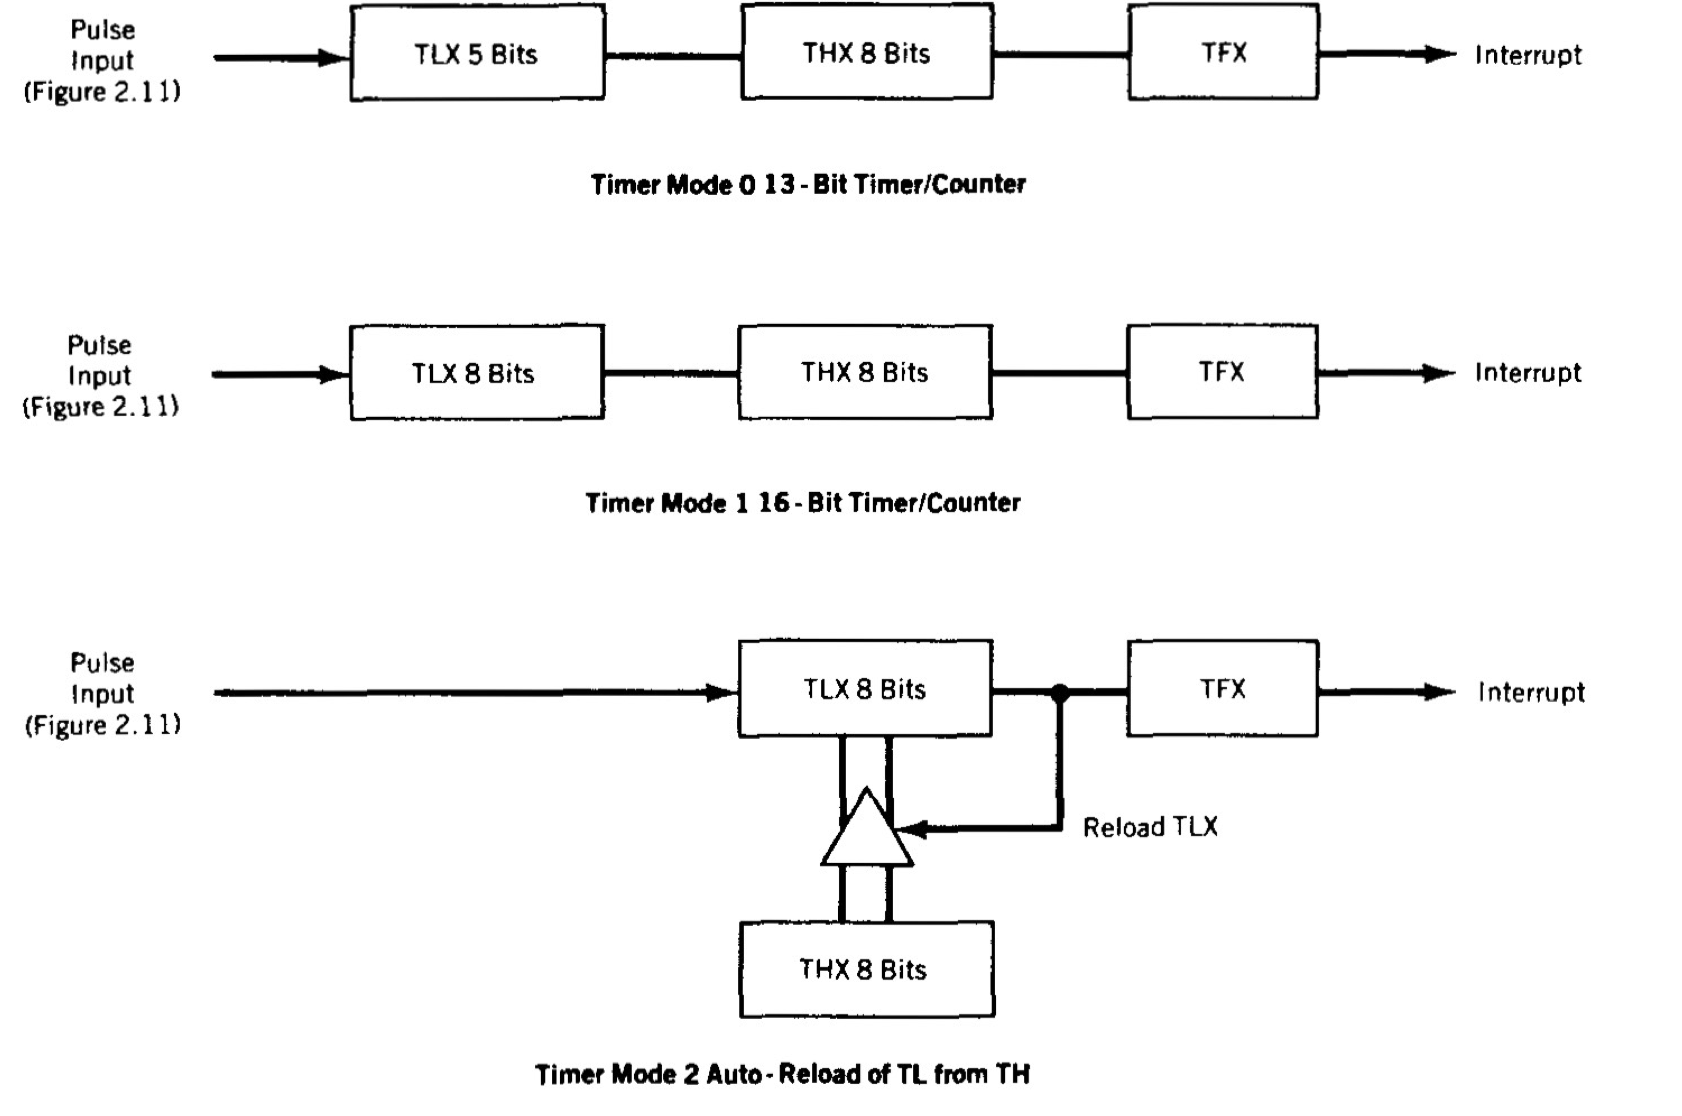 Pulse
Input
(Figure 2.11)
TLX 5 Bits
THX 8 Bits
TFX
Interrupt
Timer Mode 0 13-Bit Timer/Counter
Pulse
Input
(Figure 2.11)
TLX 8 Bits
THX 8 Bits
TFX
Interrupt
Timer Mode 1 16-Bit Timer/Counter
Pulse
Input
(Figure 2.11)
TLX 8 Bits
TFX
Interrupt
Reload TLX
THX 8 Bits
Timer Mode 2 Auto-Reload of TL from TH